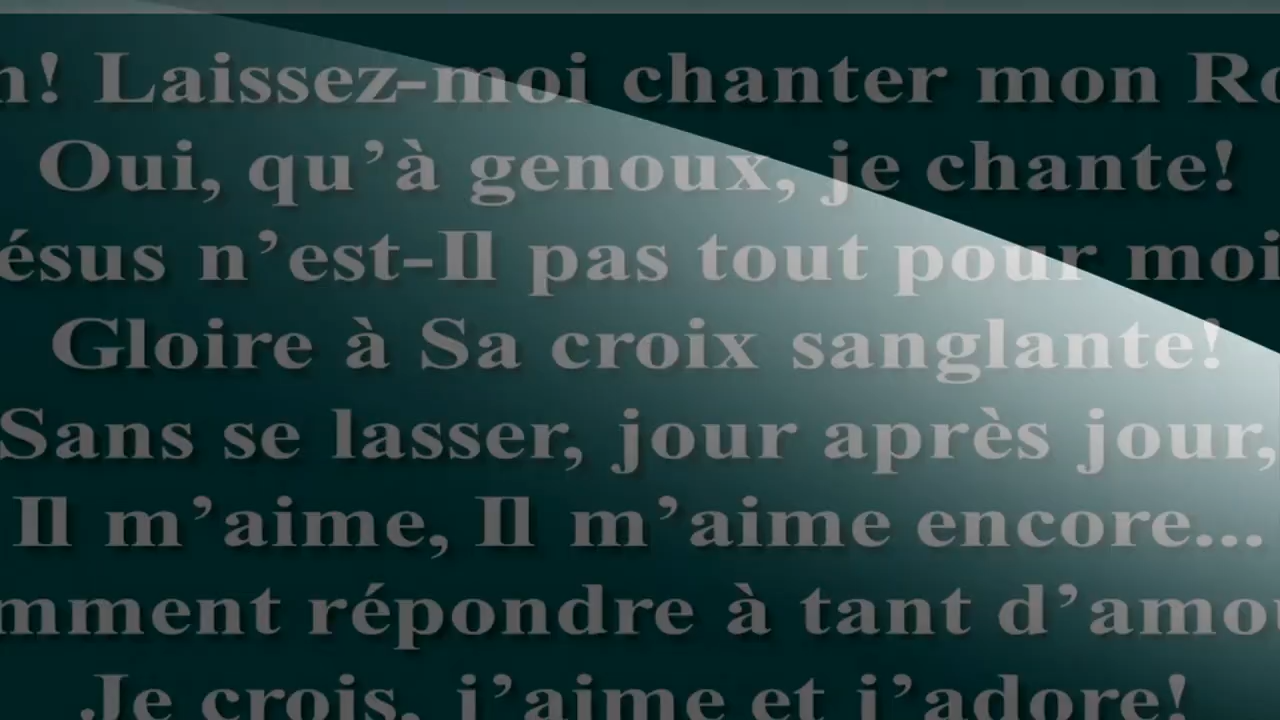 Laissez-moi chanter mon
Oui, qu’à genoux, je chante!
n’est-Il pas tout pour moi
Gloire à Sa croix sanglante!
Sans se lasser, jour après jour,
Il m’aime, Il m’aime encore...
répondre à tant
Je crois, j’aime et j’adore!